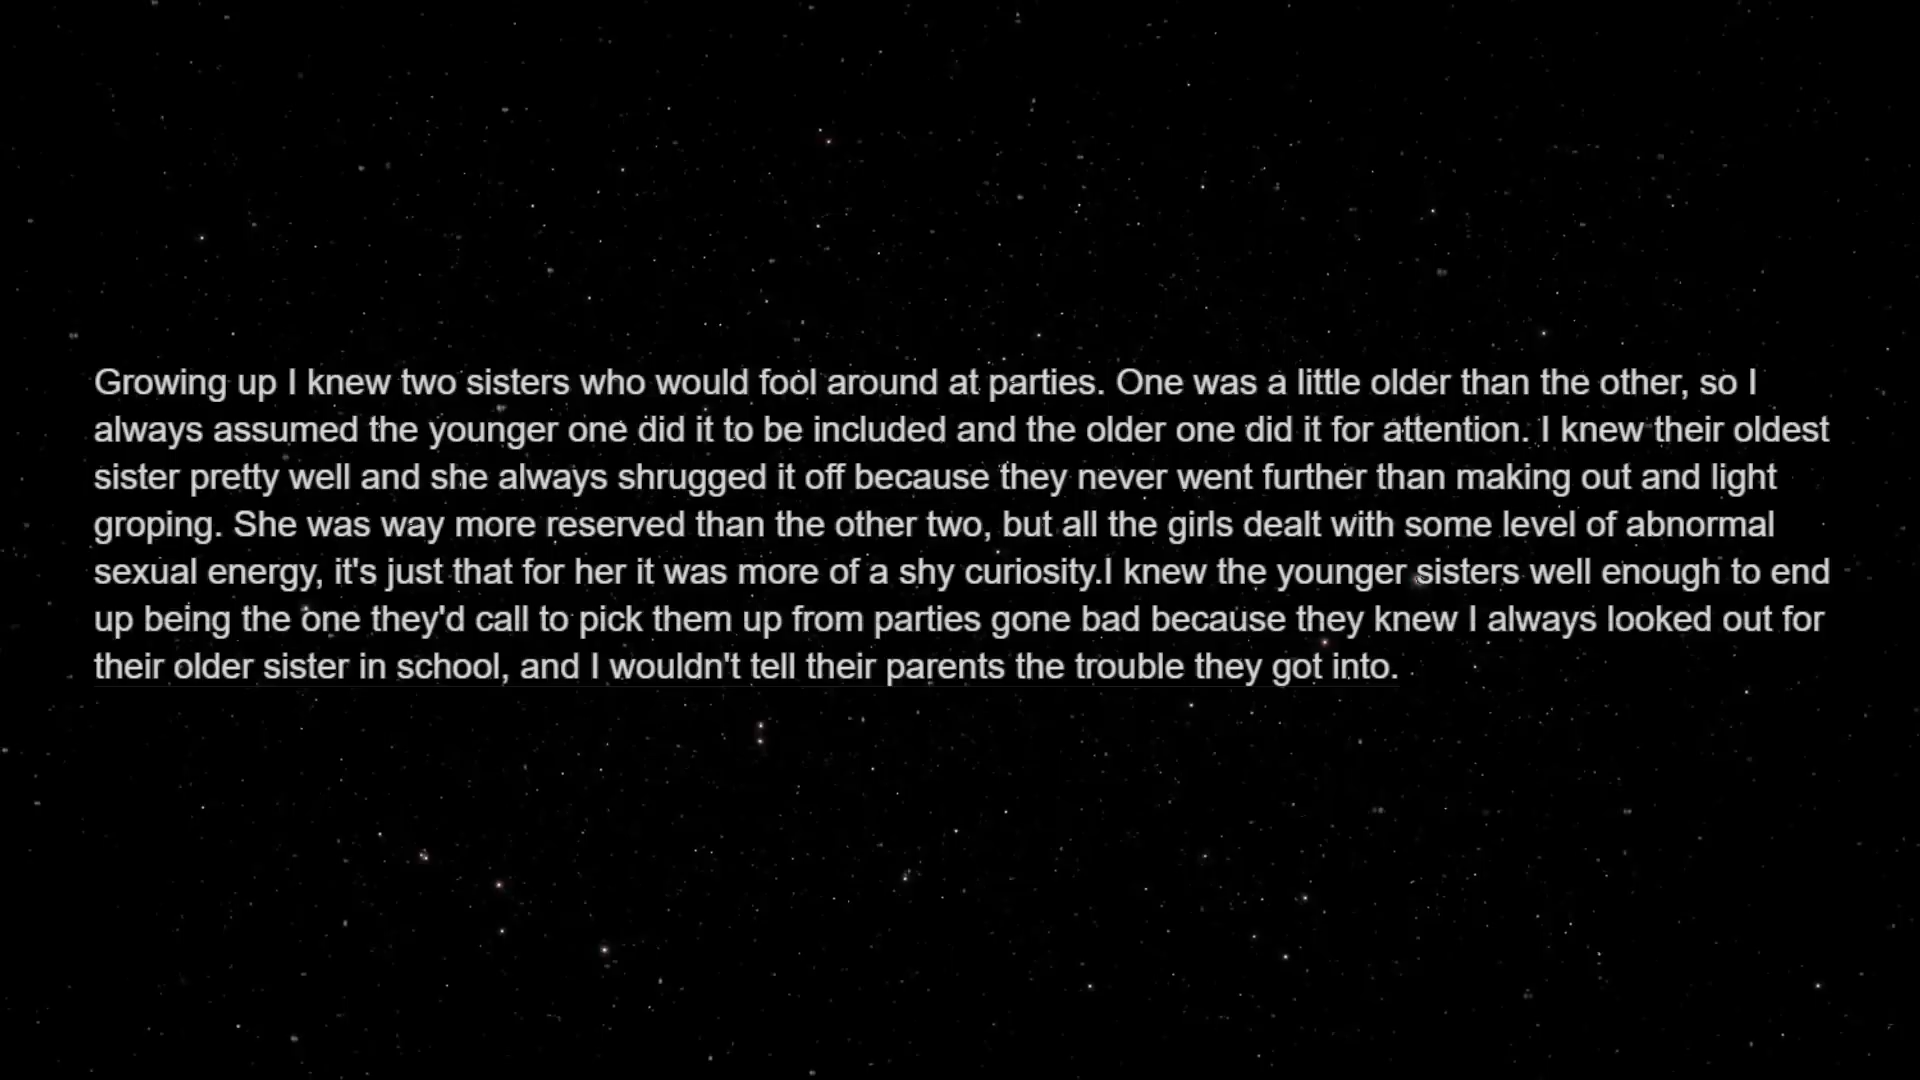 Growing up I knew two sisters who would fool around at parties. One was a little older than the other, so I
always assumed the younger one did it to be included and the older one did it for attention. I knew their oldest
sister pretty well and she always shrugged it off because they never went further than making out and light
groping. She was way more reserved than the other two, but all the girls dealt with some level of abnormal
sexual energy, it's just that for her it was more of a shy curiosity.I knew the younger sisters well enough to end
up being the one they'd call to pick them up from parties gone bad because they knew I always looked out for
their older sister in school, and I wouldn't tell their parents the trouble they got into.